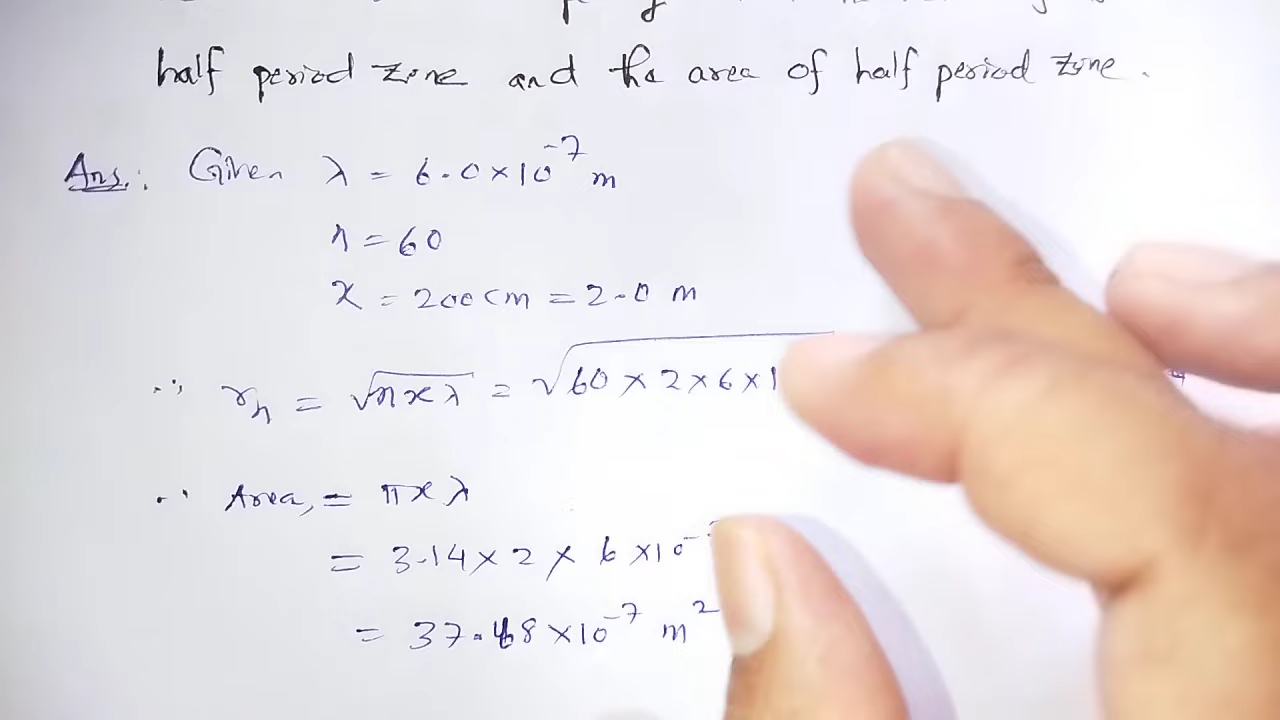 half period zone and the area of half period zone.
Ans.: Given λ = 6.0×10⁻⁷ m
n = 60
x = 200 cm = 2.0 m
∴ rₙ = √nxλ = √60 × 2 × 6 × 1
∴ Area, = πxλ
= 3.14 × 2 × 6 ×10⁻
= 37.68 ×10⁻⁷ m²